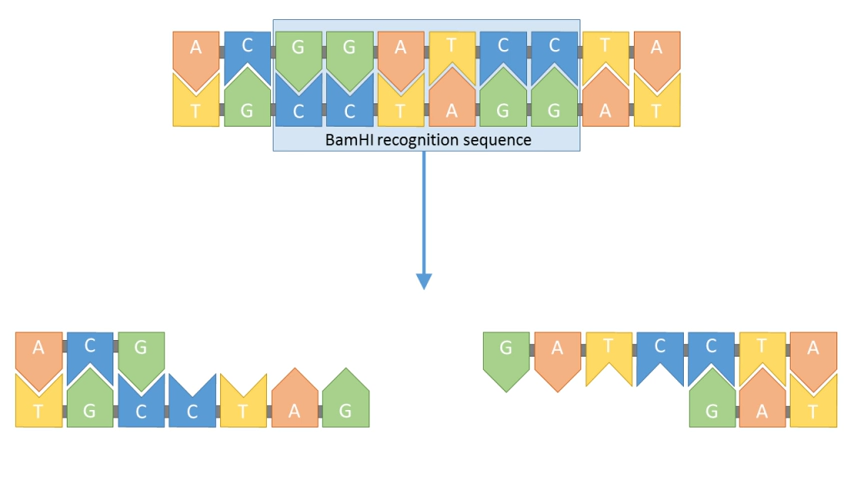 A C G G A T C C T A
T G C C T A G G A T
BamHI recognition sequence
A C G
T G C C T A G
G A T C C T A
G A T